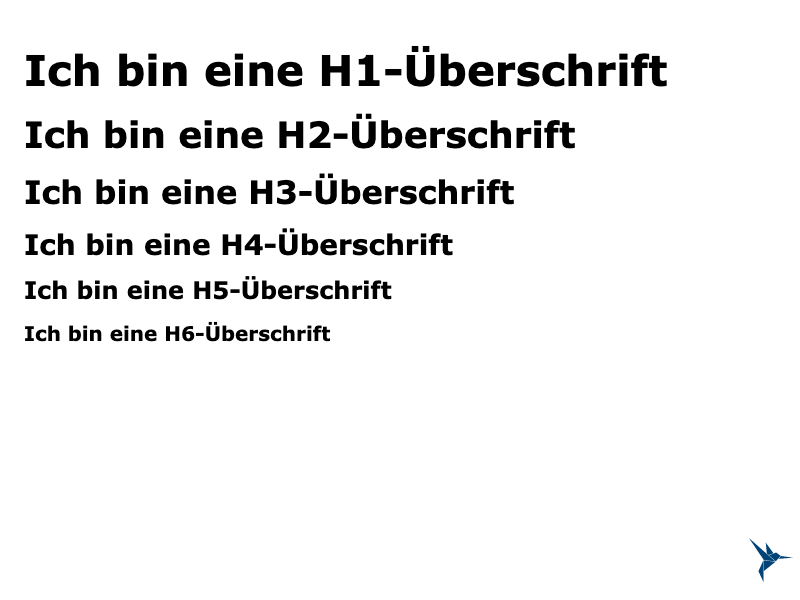 Ich bin eine H1-Überschrift
Ich bin eine H2-Überschrift
Ich bin eine H3-Überschrift
Ich bin eine H4-Überschrift
Ich bin eine H5-Überschrift
Ich bin eine H6-Überschrift